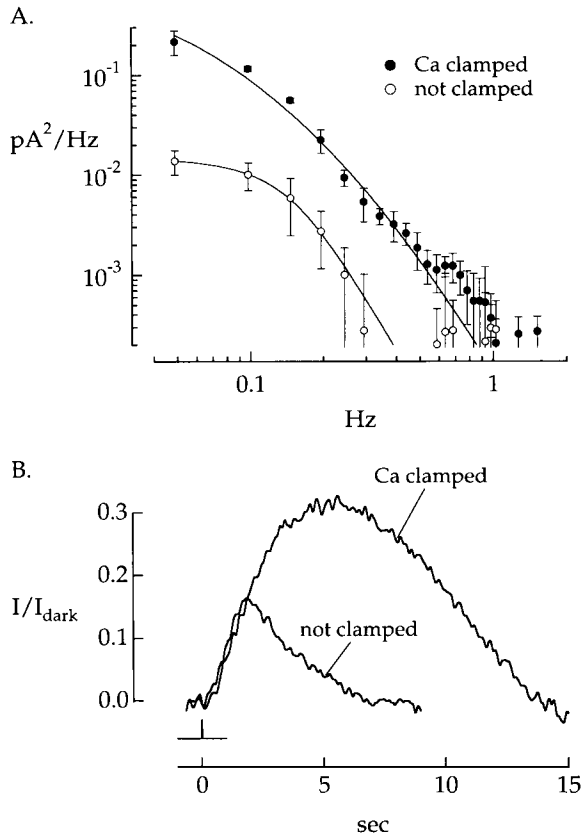 A.
10⁻¹
pA²/Hz
10⁻²
10⁻³
Ca clamped
not clamped
0.1
1
Hz
B.
0.3
0.2
I/I_dark
0.1
0.0
Ca clamped
not clamped
0
5
10
15
sec